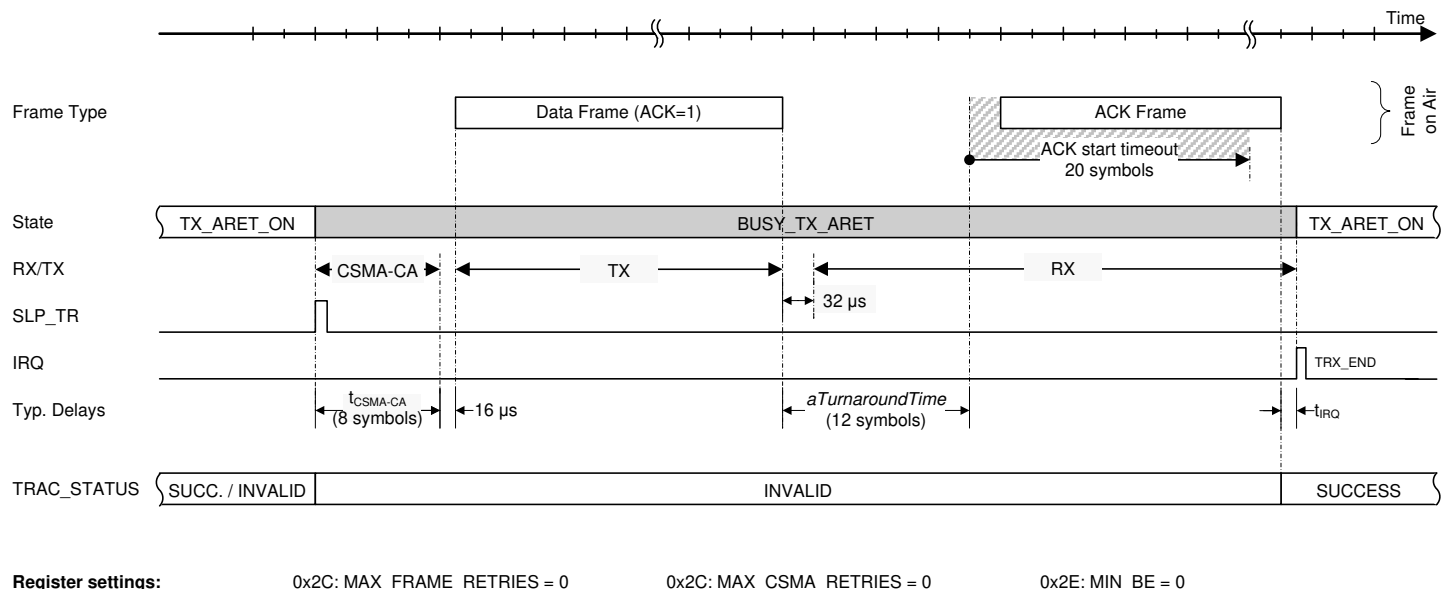 Time
Frame Type
Data Frame (ACK=1)
ACK Frame
Frame
on Air
ACK start timeout
20 symbols
State
TX_ARET_ON
BUSY_TX_ARET
TX_ARET_ON
RX/TX
CSMA-CA
TX
RX
32 µs
SLP_TR
IRQ
TRX_END
Typ. Delays
tCSMA-CA
(8 symbols)
16 µs
aTurnaroundTime
(12 symbols)
tIRQ
TRAC_STATUS
SUCC. / INVALID
INVALID
SUCCESS
Register settings: 0x2C: MAX_FRAME_RETRIES = 0 0x2C: MAX_CSMA_RETRIES = 0 0x2E: MIN_BE = 0